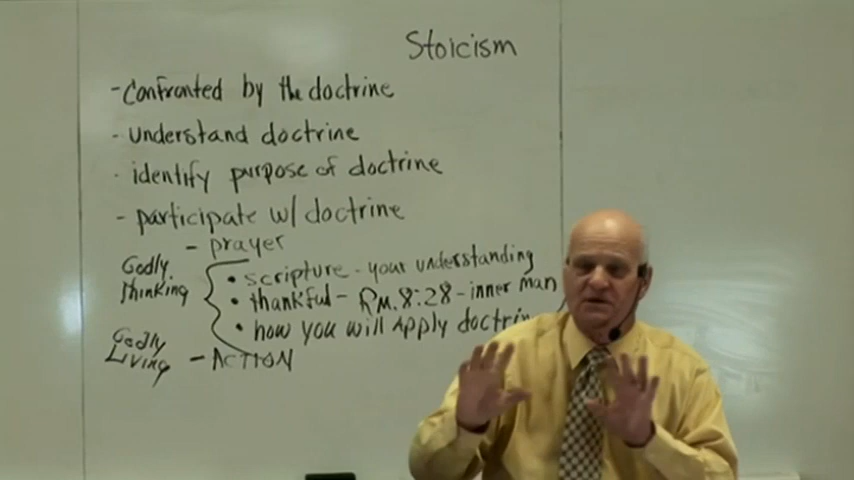 Stoicism
- Confronted by the doctrine
- understand doctrine
- identify purpose of doctrine
- participate w/ doctrine
- prayer
Godly Thinking
• scripture - your understanding
• thankful - Rm. 8:28 - inner man
• how you will Apply doctrin
Godly Living
- ACTION